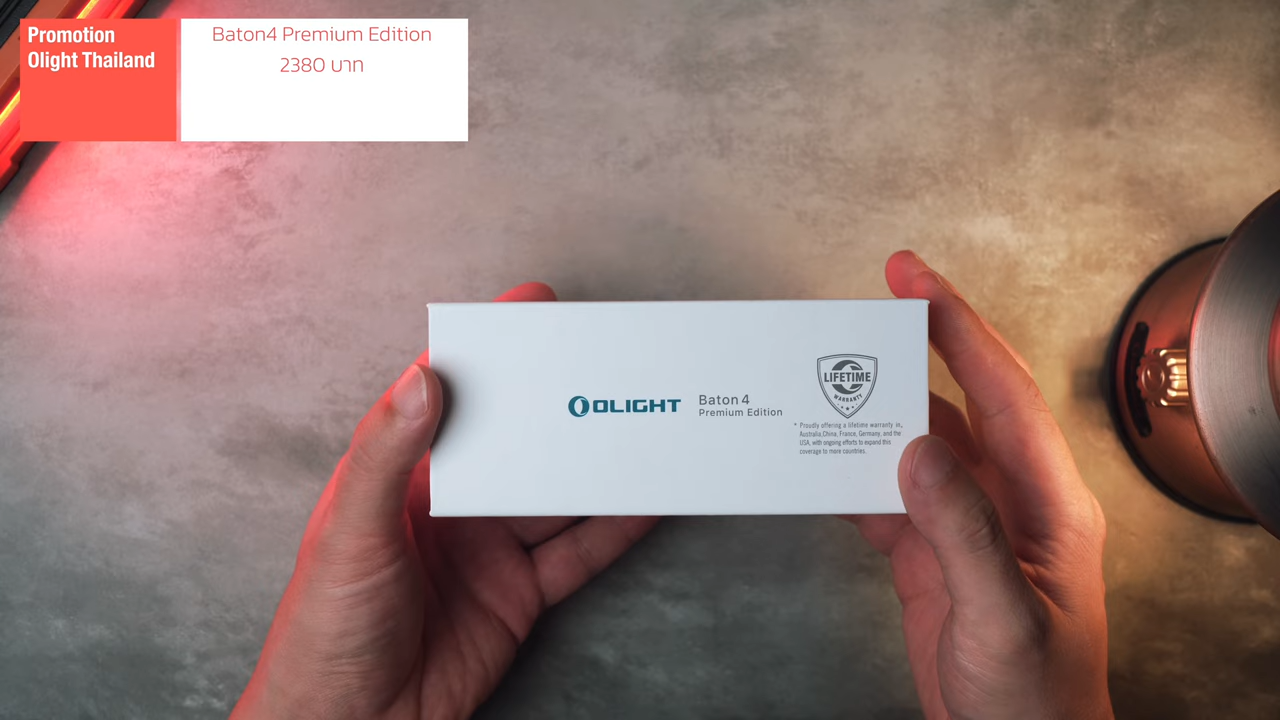 Promotion
Olight Thailand
Baton4 Premium Edition
2380 บาท
OLIGHT
Baton 4
Premium Edition
LIFETIME
WARRANTY
* Proudly offering a lifetime warranty in,
Australia,China, France, Germany, and the
USA, with ongoing efforts to expand this
coverage to more countries.